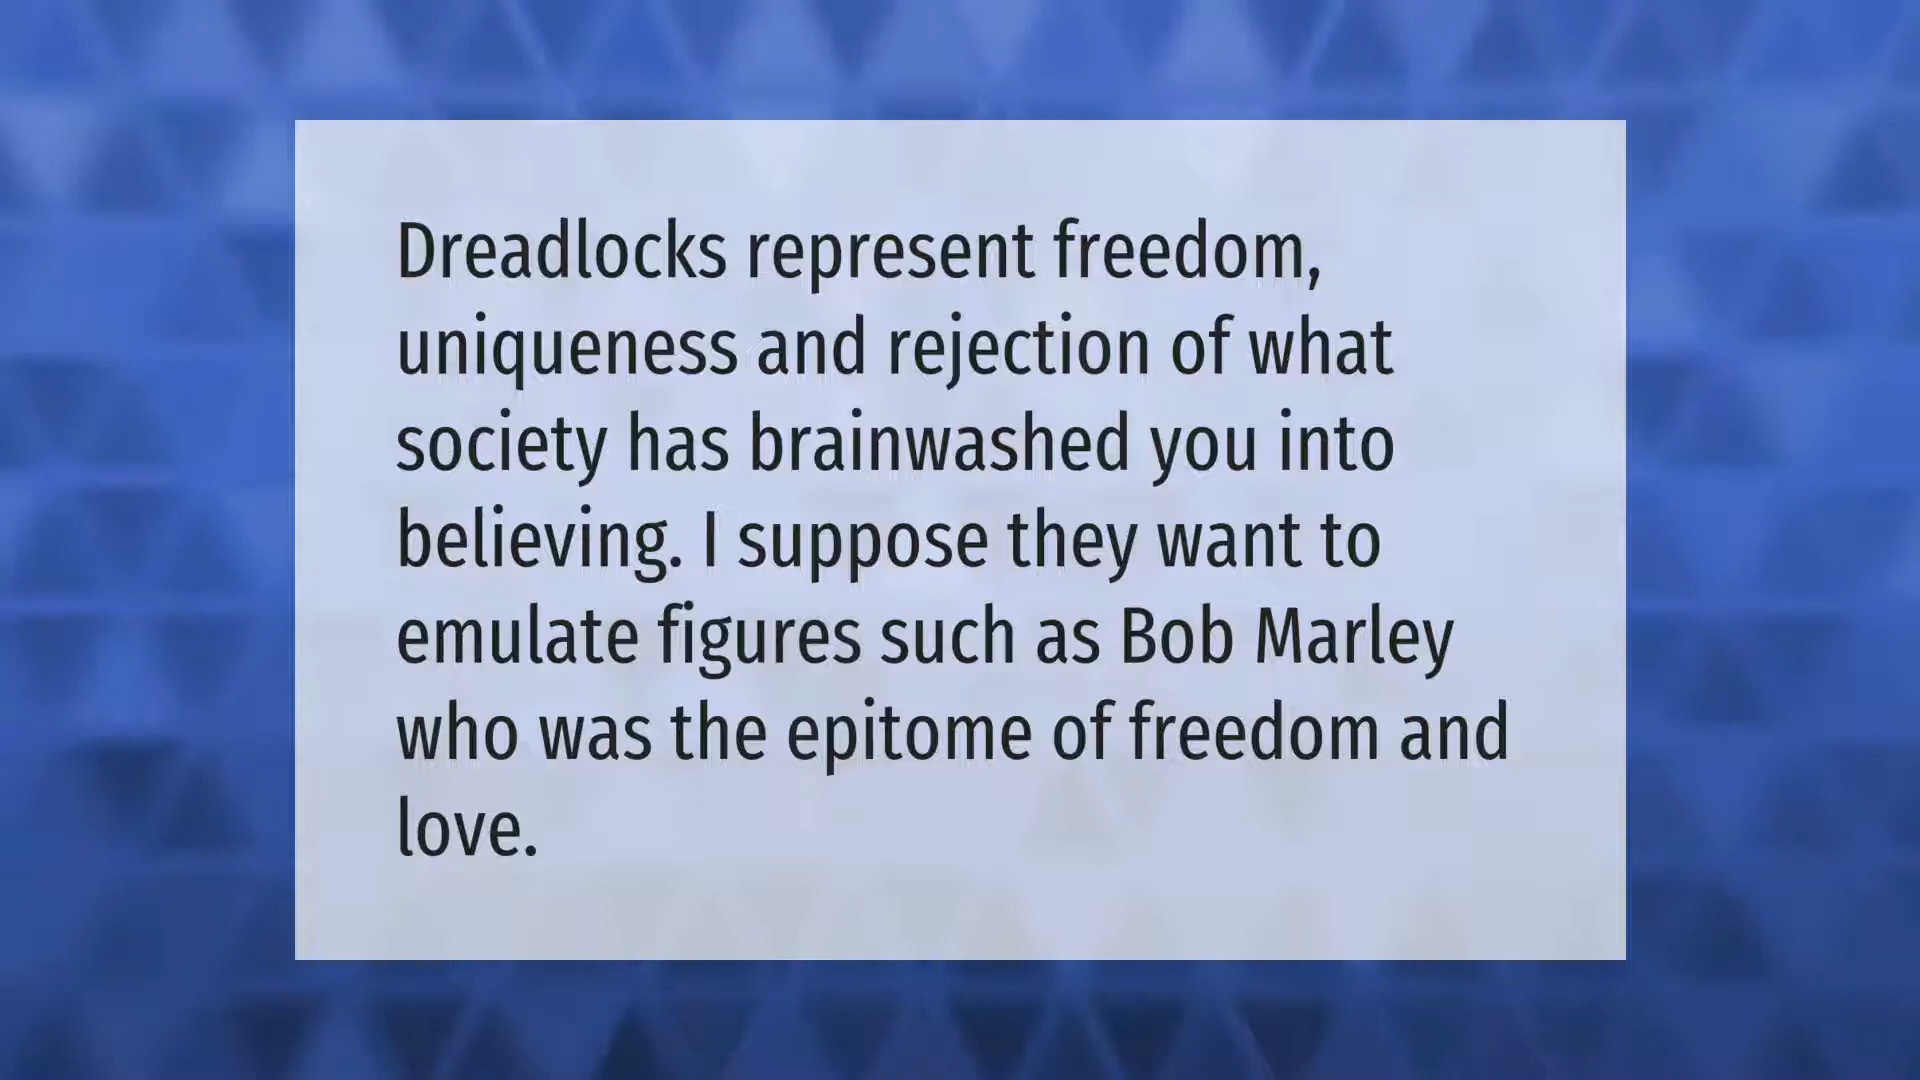 Dreadlocks represent freedom,
uniqueness and rejection of what
society has brainwashed you into
believing. I suppose they want to
emulate figures such as Bob Marley
who was the epitome of freedom and
love.